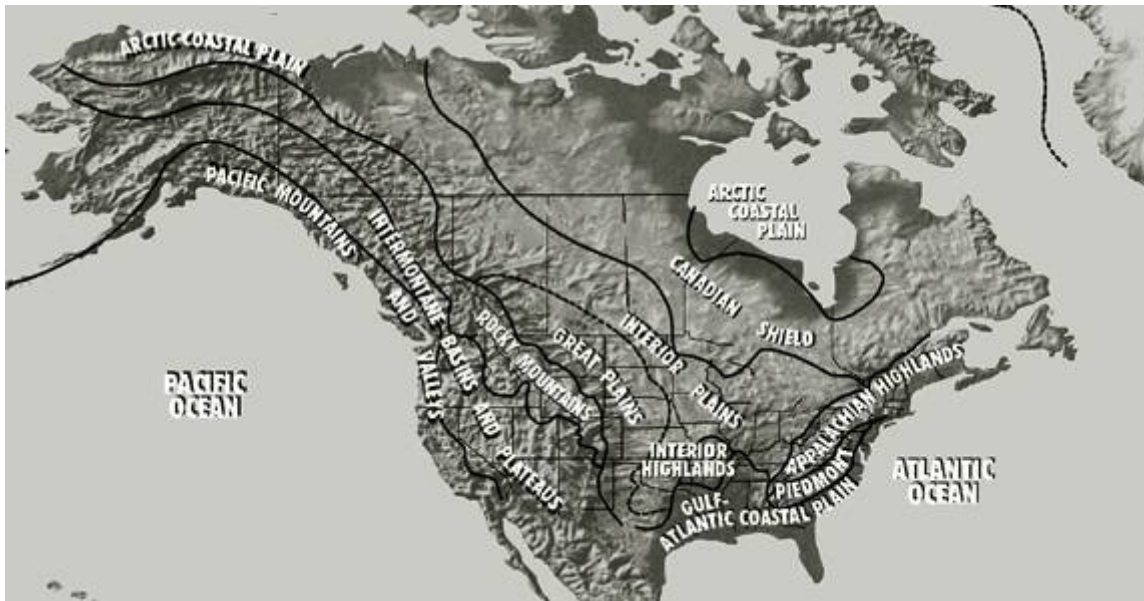 ARCTIC COASTAL PLAIN
PACIFIC MOUNTAINS AND VALLEYS
INTERMONTANE BASINS AND PLATEAUS
ROCKY MOUNTAINS
GREAT PLAINS
INTERIOR PLAINS
CANADIAN SHIELD
ARCTIC
COASTAL
PLAIN
PACIFIC
OCEAN
INTERIOR
HIGHLANDS
APPALACHIAN HIGHLANDS
PIEDMONT
GULF-
ATLANTIC COASTAL PLAIN
ATLANTIC
OCEAN